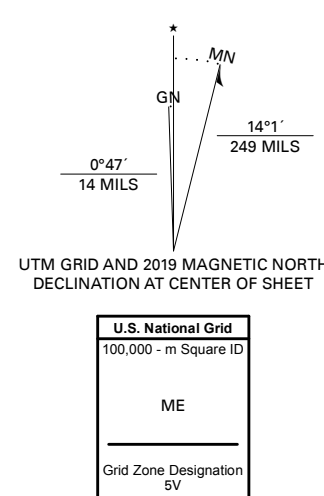 ★
MN
GN
14°1´
249 MILS
0°47´
14 MILS
UTM GRID AND 2019 MAGNETIC NORTH
DECLINATION AT CENTER OF SHEET
U.S. National Grid
100,000 - m Square ID
ME
Grid Zone Designation
5V